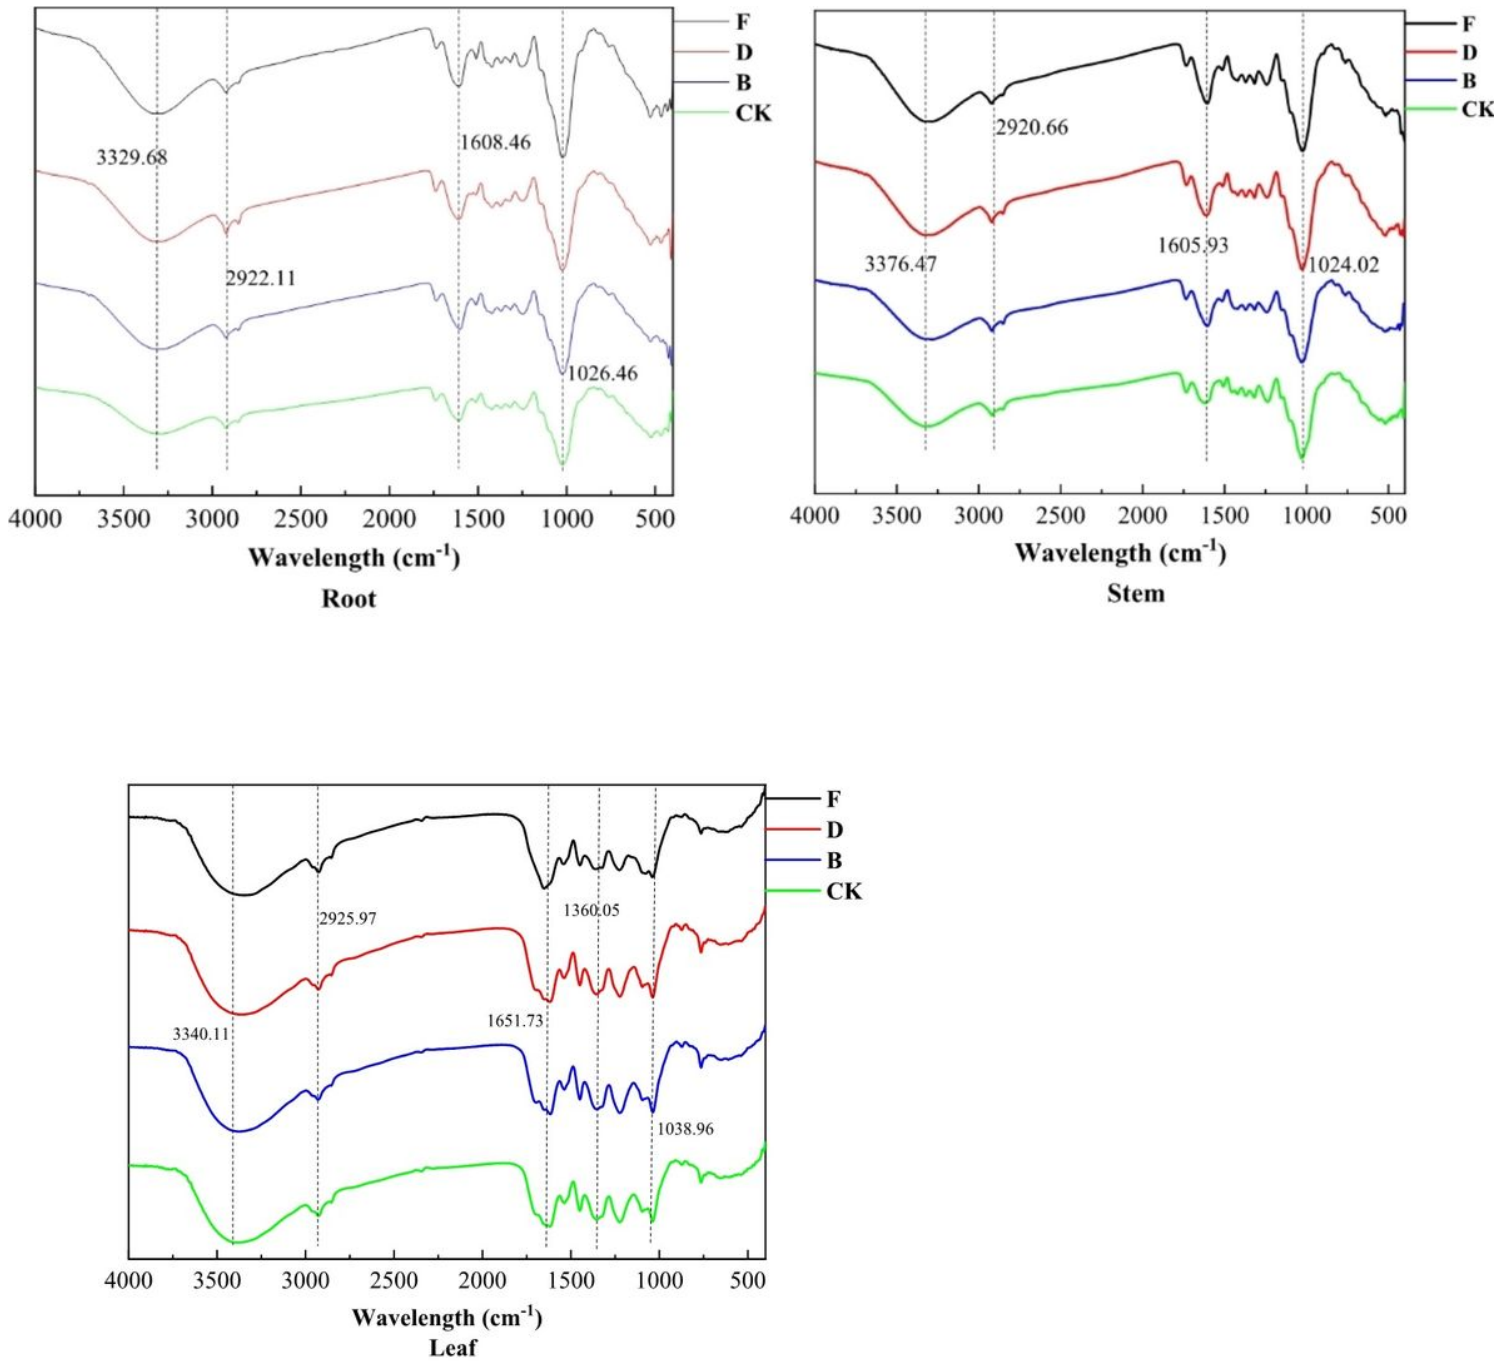 F
D
B
CK
3329.68
1608.46
2922.11
1026.46
4000 3500 3000 2500 2000 1500 1000 500
Wavelength (cm⁻¹)
Root
F
D
B
CK
2920.66
1605.93
3376.47
1024.02
4000 3500 3000 2500 2000 1500 1000 500
Wavelength (cm⁻¹)
Stem
F
D
B
CK
2925.97
1360.05
3340.11
1651.73
1038.96
4000 3500 3000 2500 2000 1500 1000 500
Wavelength (cm⁻¹)
Leaf